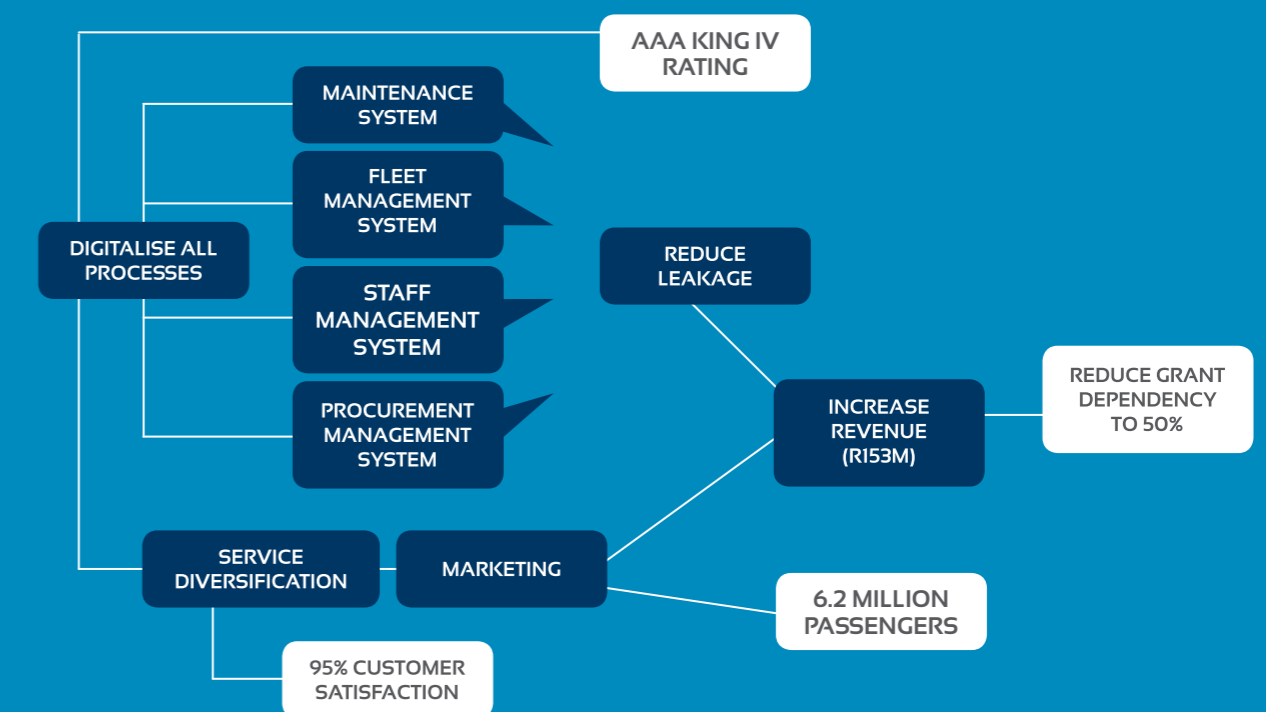 AAA KING IV
RATING
MAINTENANCE
SYSTEM
FLEET
MANAGEMENT
SYSTEM
DIGITALISE ALL
PROCESSES
REDUCE
LEAKAGE
STAFF
MANAGEMENT
SYSTEM
PROCUREMENT
MANAGEMENT
SYSTEM
INCREASE
REVENUE
(R153M)
REDUCE GRANT
DEPENDENCY
TO 50%
SERVICE
DIVERSIFICATION
MARKETING
6.2 MILLION
PASSENGERS
95% CUSTOMER
SATISFACTION